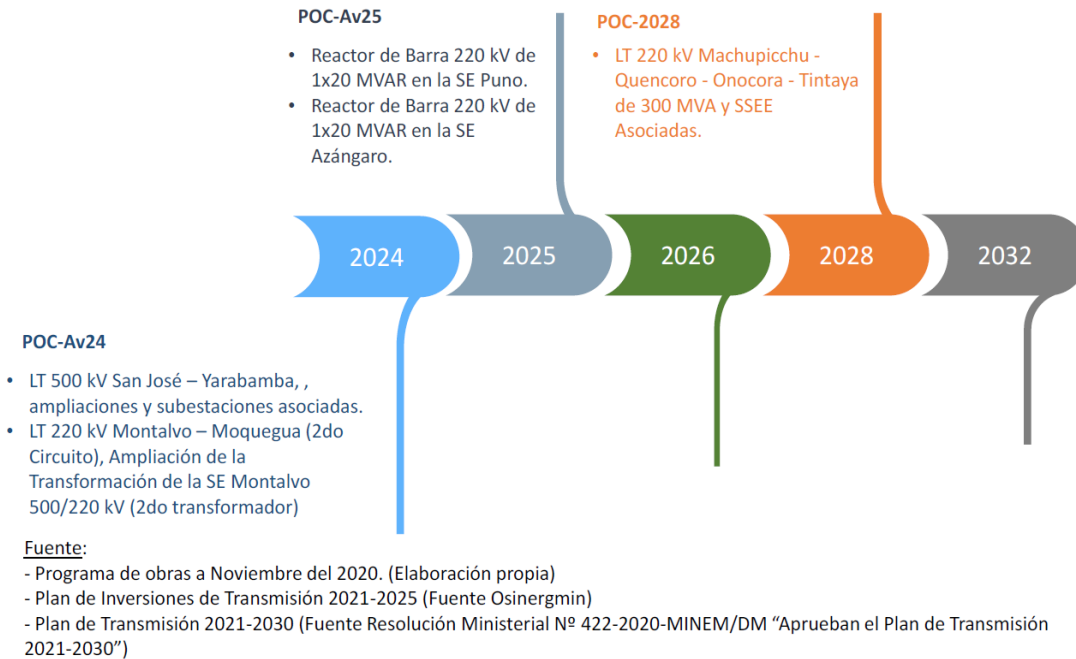 POC-Av25
• Reactor de Barra 220 kV de
1x20 MVAR en la SE Puno.
• Reactor de Barra 220 kV de
1x20 MVAR en la SE
Azángaro.
POC-2028
• LT 220 kV Machupicchu -
Quencoro - Onocora - Tintaya
de 300 MVA y SSEE
Asociadas.
2024
2025
2026
2028
2032
POC-Av24
• LT 500 kV San José – Yarabamba, ,
ampliaciones y subestaciones asociadas.
• LT 220 kV Montalvo – Moquegua (2do
Circuito), Ampliación de la
Transformación de la SE Montalvo
500/220 kV (2do transformador)
Fuente:
- Programa de obras a Noviembre del 2020. (Elaboración propia)
- Plan de Inversiones de Transmisión 2021-2025 (Fuente Osinergmin)
- Plan de Transmisión 2021-2030 (Fuente Resolución Ministerial Nº 422-2020-MINEM/DM “Aprueban el Plan de Transmisión
2021-2030”)